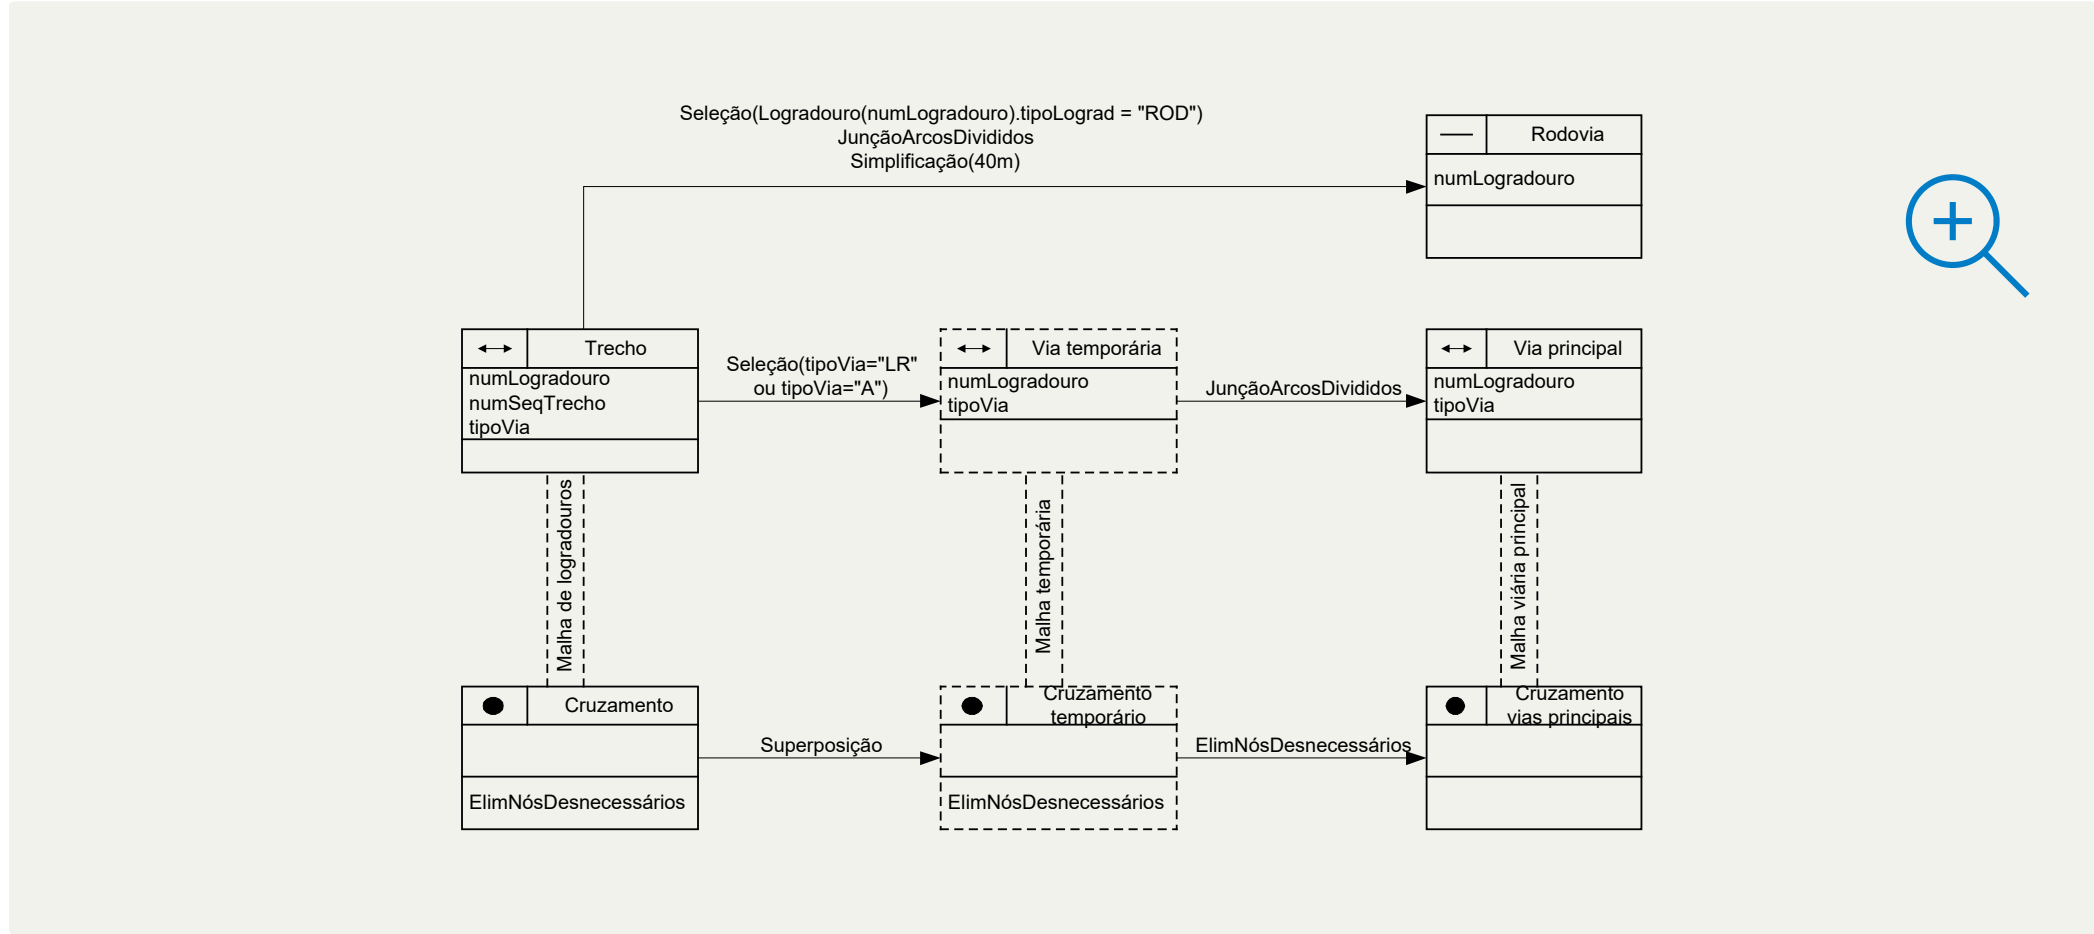 Seleção(Logradouro(numLogradouro).tipoLograd = "ROD")
JunçãoArcosDivididos
Simplificação(40m)
Rodovia
numLogradouro
Trecho
numLogradouro
numSeqTrecho
tipoVia
Seleção(tipoVia="LR"
ou tipoVia="A")
Via temporária
numLogradouro
tipoVia
JunçãoArcosDivididos
Via principal
numLogradouro
tipoVia
Malha de logradouros
Malha temporária
Malha viária principal
Cruzamento
ElimNósDesnecessários
Superposição
Cruzamento
temporário
ElimNósDesnecessários
ElimNósDesnecessários
Cruzamento
vias principais